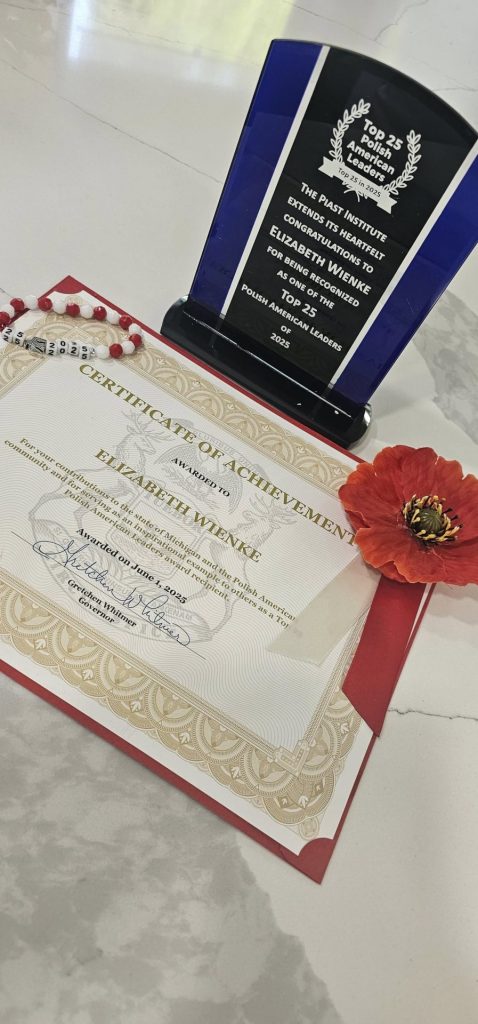 Top 25
Polish
American
Leaders
Top 25 in 2025
THE PIAST INSTITUTE
EXTENDS ITS HEARTFELT
CONGRATULATIONS TO
ELIZABETH WIENKE
FOR BEING RECOGNIZED
AS ONE OF THE
TOP 25
POLISH AMERICAN LEADERS
OF
2025
CERTIFICATE OF ACHIEVEMENT
AWARDED TO
ELIZABETH WIENKE
For your contributions to the state of Michigan and the Polish American
community and for serving as an inspirational example to others as a
Polish American Leaders award recipient.
Awarded on June 1, 2025
Gretchen Whitmer
Gretchen Whitmer
Governor